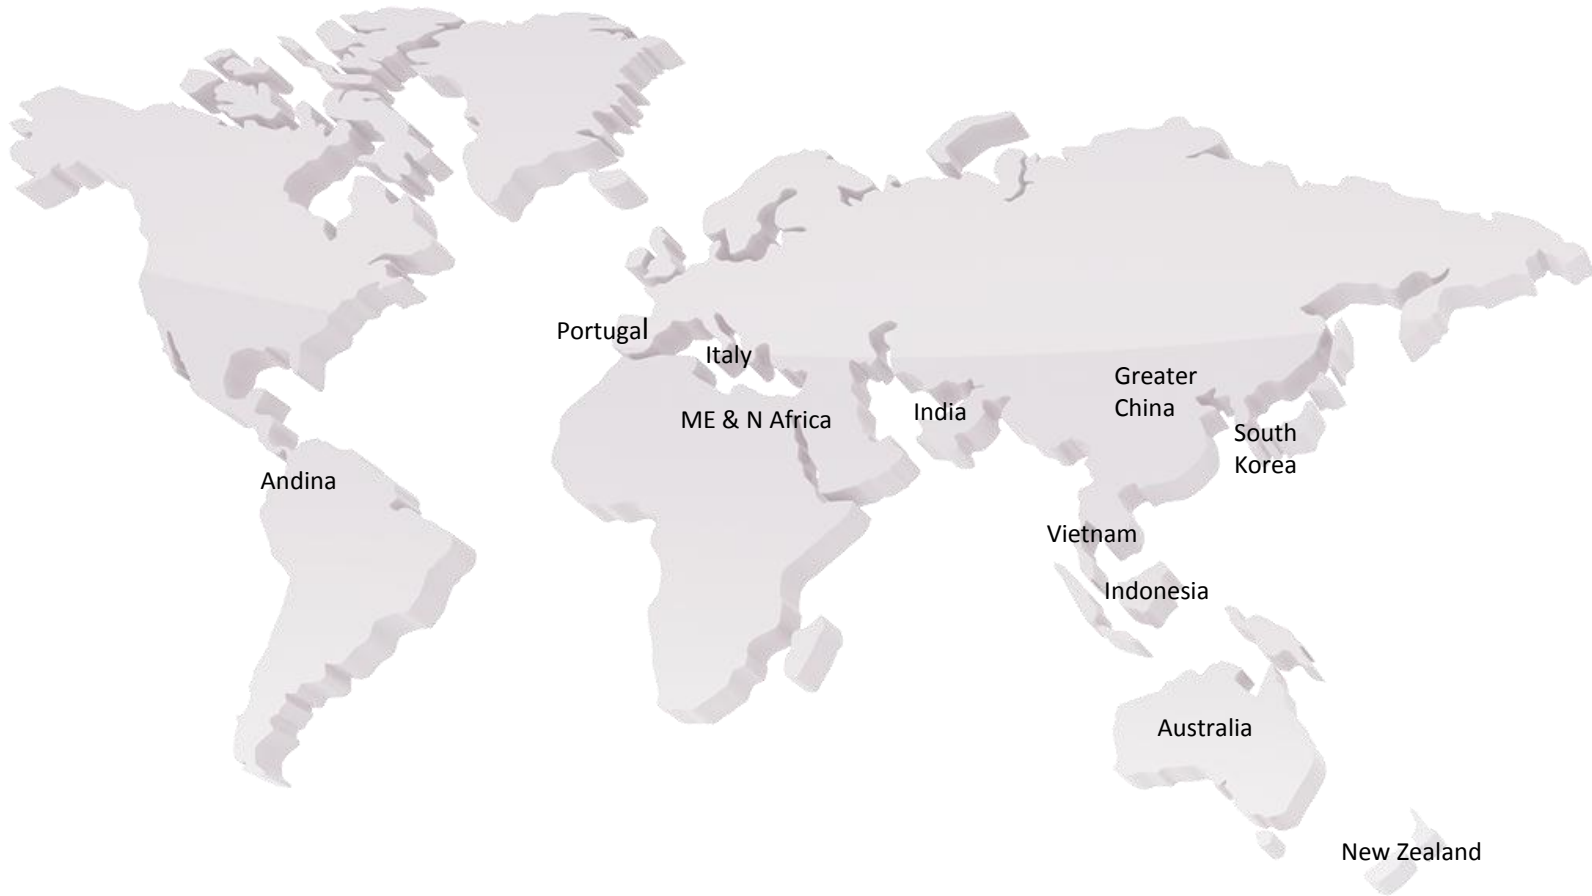 Portugal
Italy
Greater
China
ME & N Africa
India
South
Korea
Andina
Vietnam
Indonesia
Australia
New Zealand